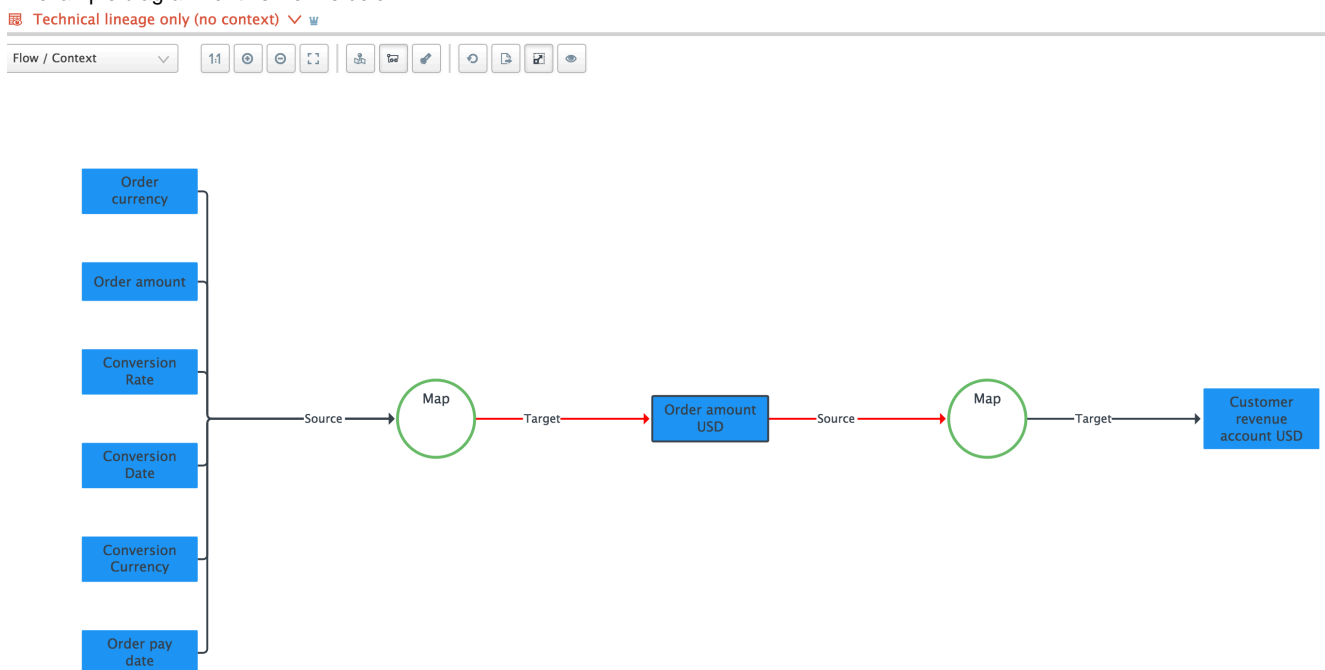 Technical lineage only (no context)
Flow / Context
1:1
Order
currency
Order amount
Conversion
Rate
Conversion
Date
Conversion
Currency
Order pay
date
Source
Map
Target
Order amount
USD
Source
Map
Target
Customer
revenue
account USD